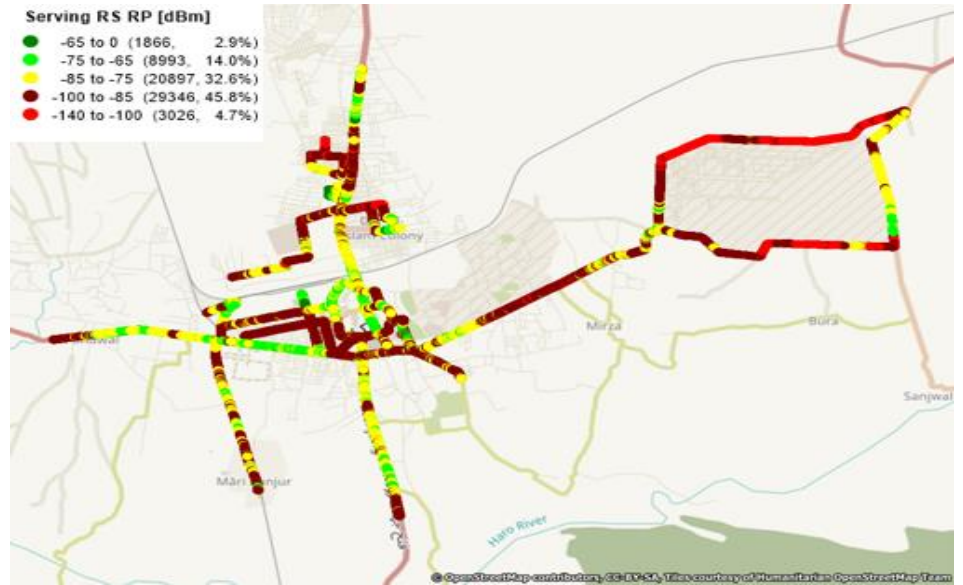 Serving RS RP [dBm]
-65 to 0 (1866, 2.9%)
-75 to -65 (8993, 14.0%)
-85 to -75 (20897, 32.6%)
-100 to -85 (29346, 45.8%)
-140 to -100 (3026, 4.7%)
Colony
Mirza
Bura
Sanjwal
Haro River
© OpenStreetMap contributors, CC-BY-SA, Tiles courtesy of Humanitarian OpenStreetMap Team